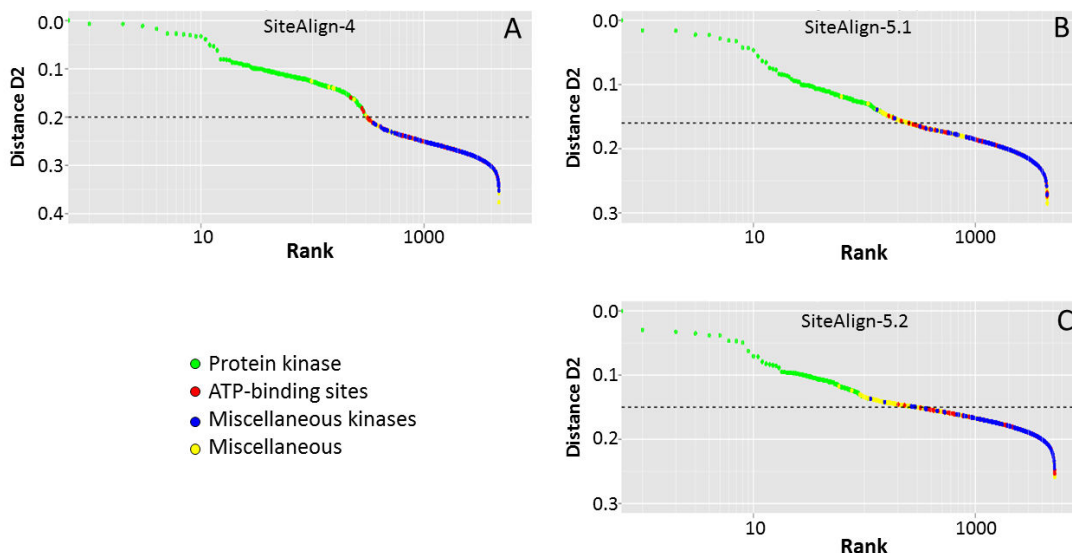 SiteAlign-4
A
Distance D2
0.0
0.1
0.2
0.3
0.4
10
1000
Rank
SiteAlign-5.1
B
Distance D2
0.0
0.1
0.2
0.3
10
1000
Rank
Protein kinase
ATP-binding sites
Miscellaneous kinases
Miscellaneous
SiteAlign-5.2
C
Distance D2
0.0
0.1
0.2
0.3
10
1000
Rank